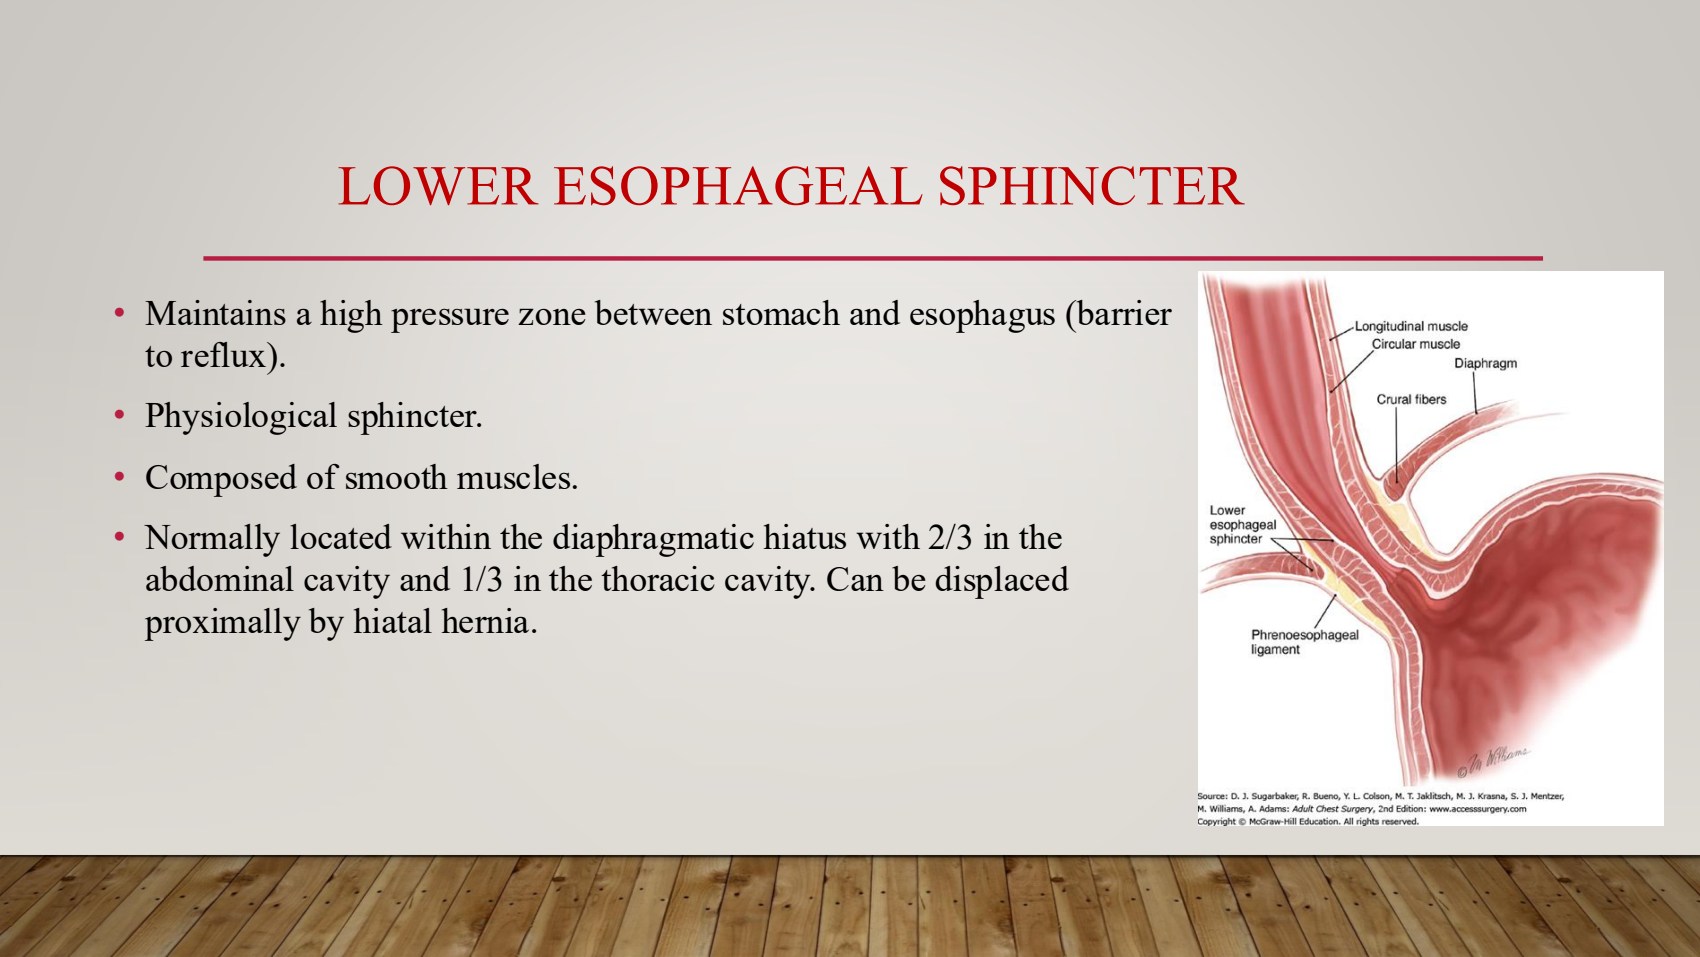 LOWER ESOPHAGEAL SPHINCTER
• Maintains a high pressure zone between stomach and esophagus (barrier
to reflux).
• Physiological sphincter.
• Composed of smooth muscles.
• Normally located within the diaphragmatic hiatus with 2/3 in the
abdominal cavity and 1/3 in the thoracic cavity. Can be displaced
proximally by hiatal hernia.
Longitudinal muscle
Circular muscle
Diaphragm
Crural fibers
Lower
esophageal
sphincter
Phrenoesophageal
ligament
© M Williams
Source: D. J. Sugarbaker, R. Bueno, Y. L. Colson, M. T. Jaklitsch, M. J. Krasna, S. J. Mentzer,
M. Williams, A. Adams: Adult Chest Surgery, 2nd Edition: www.accesssurgery.com
Copyright © McGraw-Hill Education. All rights reserved.